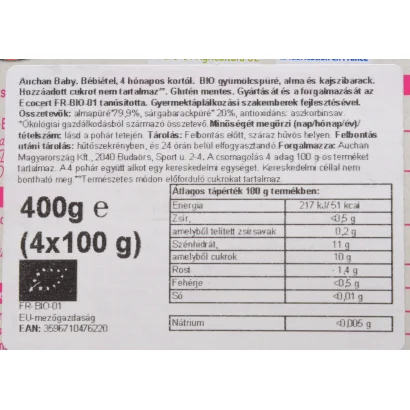 Auchan Baby. Bébiétel, 4 hónapos kortól. BIO gyümölcspüré, alma és kajszibarack.
Hozzáadott cukrot nem tartalmaz**. Glutén mentes. Gyártását és a forgalmazását az
Ecocert FR-BIO-01 tanúsította. Gyermektáplálkozási szakemberek fejlesztésével.
Összetevők: almapüré*79,9%, sárgabarackpüré* 20%, antioxidáns: aszkorbinsav.
*Ökológiai gazdálkodásból származó összetevő. Minőségét megőrzi (nap/hónap/év)/
tételszám: lásd a pohár tetején. Tárolás: Felbontás előtt, száraz hűvös helyen. Felbontás
utáni tárolás: hűtőszekrényben, és 24 órán belül elfogyasztandó. Forgalmazza: Auchan
Magyarország Kft., 2040 Budaörs, Sport u. 2-4. A csomagolás 4 adag 100 g-os terméket
tartalmaz. A 4 pohár együtt alkot egy kereskedelmi egységet. Kereskedelmi céllal nem
bontható meg.**Természetes módon előforduló cukrokat tartalmaz.
400g e
(4x100 g)
FR-BIO-01
EU-mezőgazdaság
EAN: 3596710476220
Átlagos tápérték 100 g termékben:
Energia 217 kJ/51 kcal
Zsír, <0,5 g
amelyből telített zsírsavak 0,2 g
Szénhidrát, 11 g
amelyből cukrok 10 g
Rost 1,4 g
Fehérje <0,5 g
Só <0,01 g
Nátrium <0,005 g